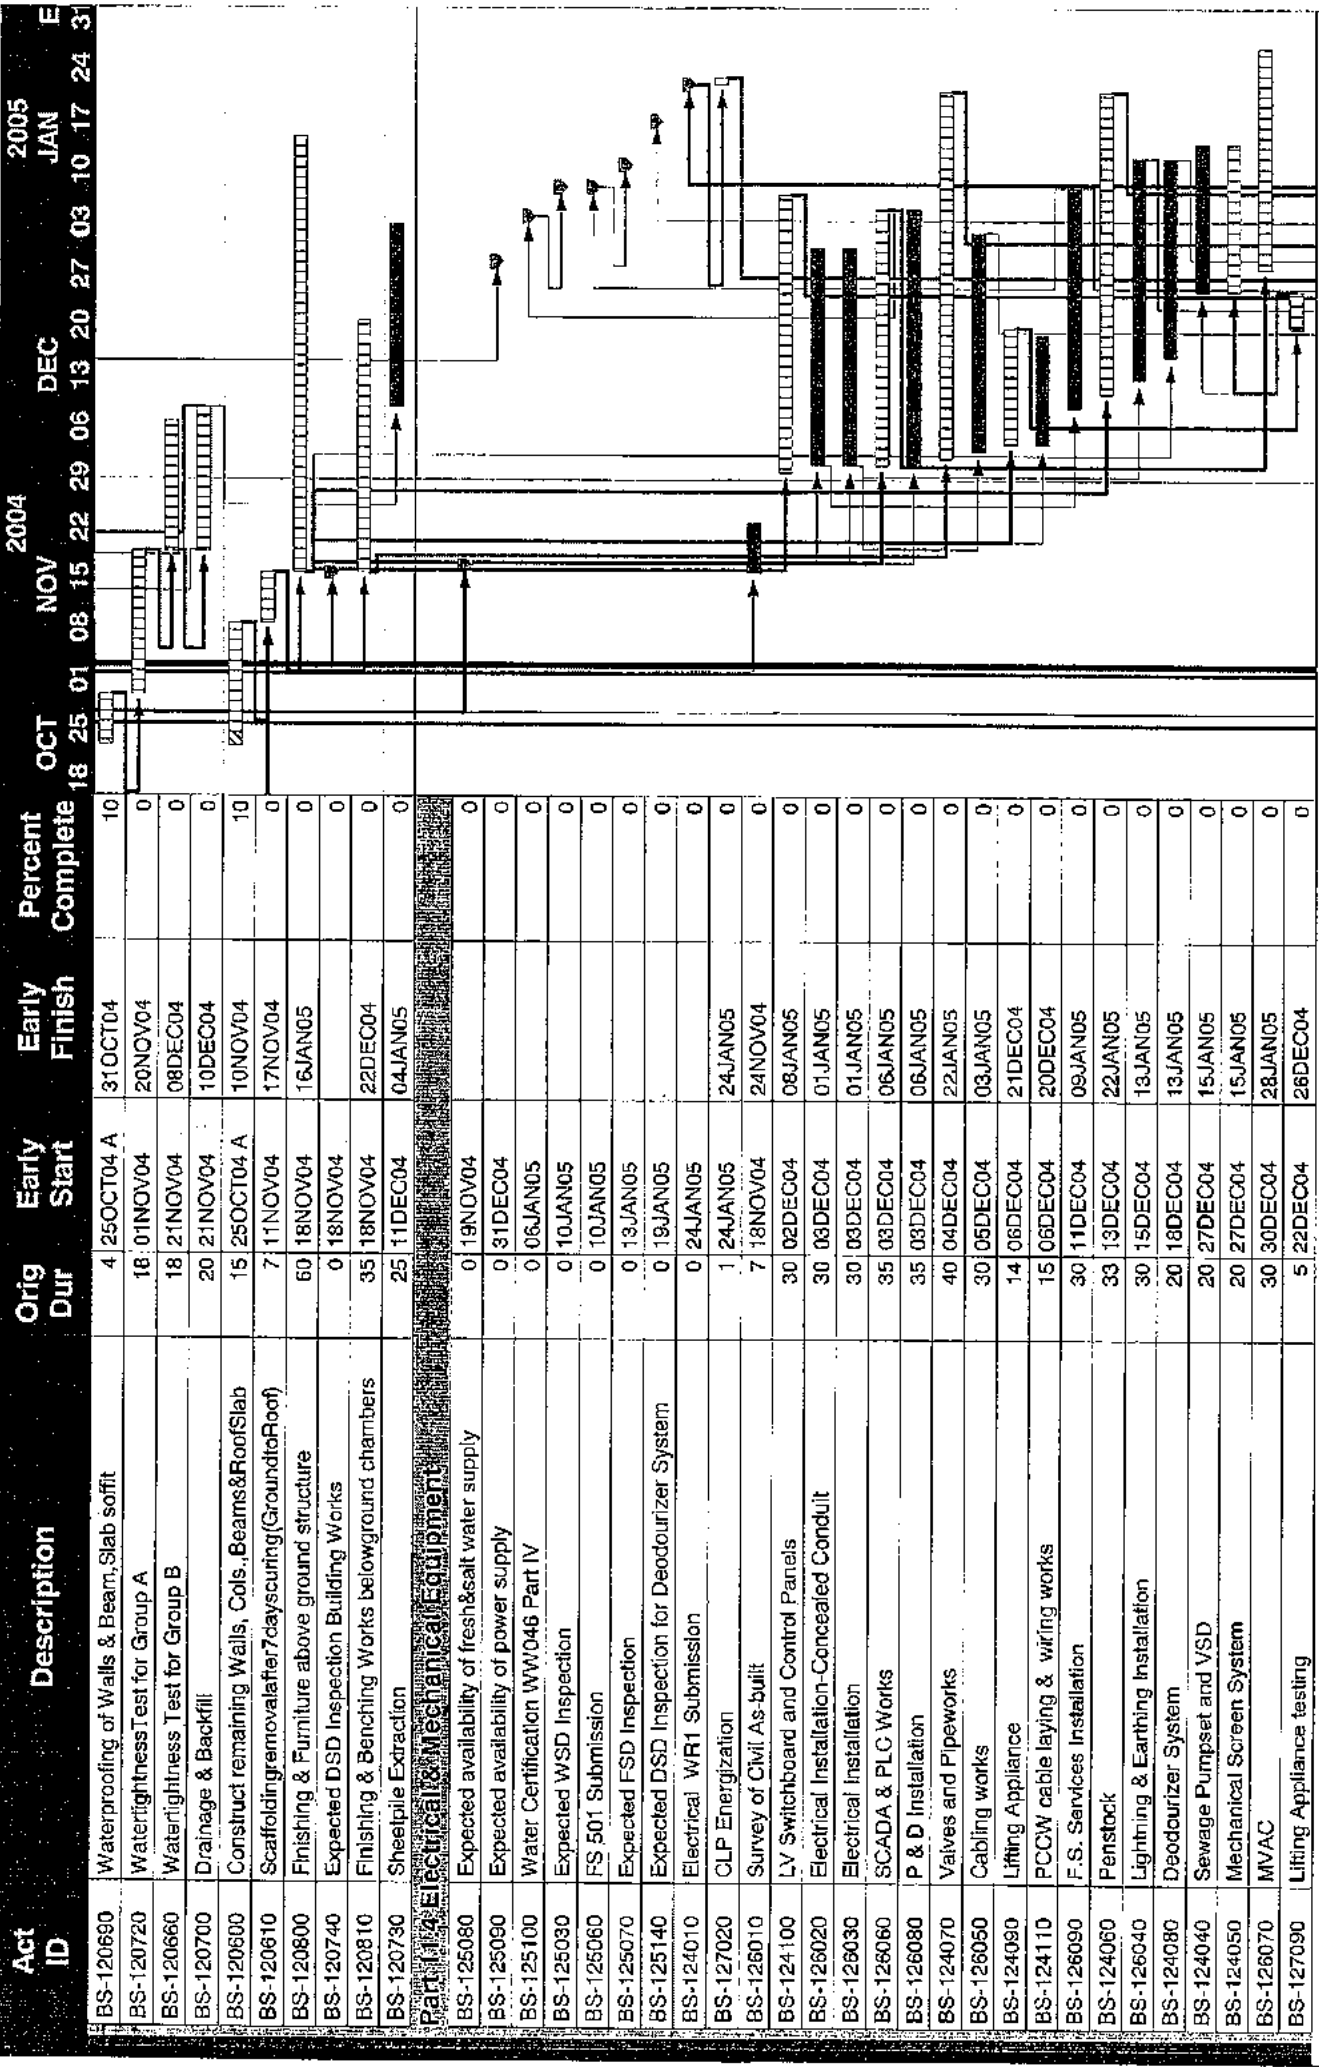 Act ID Description Orig Dur Early Start Early Finish Percent Complete
2004 2005
OCT NOV DEC JAN
18 25 01 08 15 22 29 06 13 20 27 03 10 17 24 31
BS-120690 Waterproofing of Walls & Beam,Slab soffit 4 25OCT04 A 31OCT04 10
BS-120720 WatertightnessTest for Group A 18 01NOV04 20NOV04 0
BS-120660 Watertightness Test for Group B 18 21NOV04 08DEC04 0
BS-120700 Drainage & Backfill 20 21NOV04 10DEC04 0
BS-120600 Construct remaining Walls, Cols.,Beams&RoofSlab 15 25OCT04 A 10NOV04 10
BS-120610 Scaffoldingremovalafter7dayscuring(GroundtoRoof) 7 11NOV04 17NOV04 0
BS-120800 Finishing & Furniture above ground structure 60 18NOV04 16JAN05 0
BS-120740 Expected DSD Inspection Building Works 0 18NOV04 0
BS-120810 Finishing & Benching Works belowground chambers 35 18NOV04 22DEC04 0
BS-120730 Sheetpile Extraction 25 11DEC04 04JAN05 0
Part 11.4 Electrical&Mechanical Equipment
BS-125080 Expected availability of fresh&salt water supply 0 19NOV04 0
BS-125090 Expected availability of power supply 0 31DEC04 0
BS-125100 Water Certification WW046 Part IV 0 06JAN05 0
BS-125030 Expected WSD Inspection 0 10JAN05 0
BS-125060 FS 501 Submission 0 10JAN05 0
BS-125070 Expected FSD Inspection 0 13JAN05 0
BS-125140 Expected DSD Inspection for Deodourizer System 0 19JAN05 0
BS-124010 Electrical WR1 Submission 0 24JAN05 0
BS-127020 CLP Energization 1 24JAN05 24JAN05 0
BS-126010 Survey of Civil As-built 7 18NOV04 24NOV04 0
BS-124100 LV Switchboard and Control Panels 30 02DEC04 08JAN05 0
BS-126020 Electrical Installation-Concealed Conduit 30 03DEC04 01JAN05 0
BS-126030 Electrical Installation 30 03DEC04 01JAN05 0
BS-126060 SCADA & PLC Works 35 03DEC04 06JAN05 0
BS-126080 P & D Installation 35 03DEC04 06JAN05 0
BS-124070 Valves and Pipeworks 40 04DEC04 22JAN05 0
BS-126050 Cabling works 30 05DEC04 03JAN05 0
BS-124090 Lifting Appliance 14 06DEC04 21DEC04 0
BS-124110 PCCW cable laying & wiring works 15 06DEC04 20DEC04 0
BS-126090 F.S. Services Installation 30 11DEC04 09JAN05 0
BS-124060 Penstock 33 13DEC04 22JAN05 0
BS-126040 Lightning & Earthing Installation 30 15DEC04 13JAN05 0
BS-124080 Deodourizer System 20 18DEC04 13JAN05 0
BS-124040 Sewage Pumpset and VSD 20 27DEC04 15JAN05 0
BS-124050 Mechanical Screen System 20 27DEC04 15JAN05 0
BS-126070 MVAC 30 30DEC04 28JAN05 0
BS-127090 Lifting Appliance testing 5 22DEC04 26DEC04 0